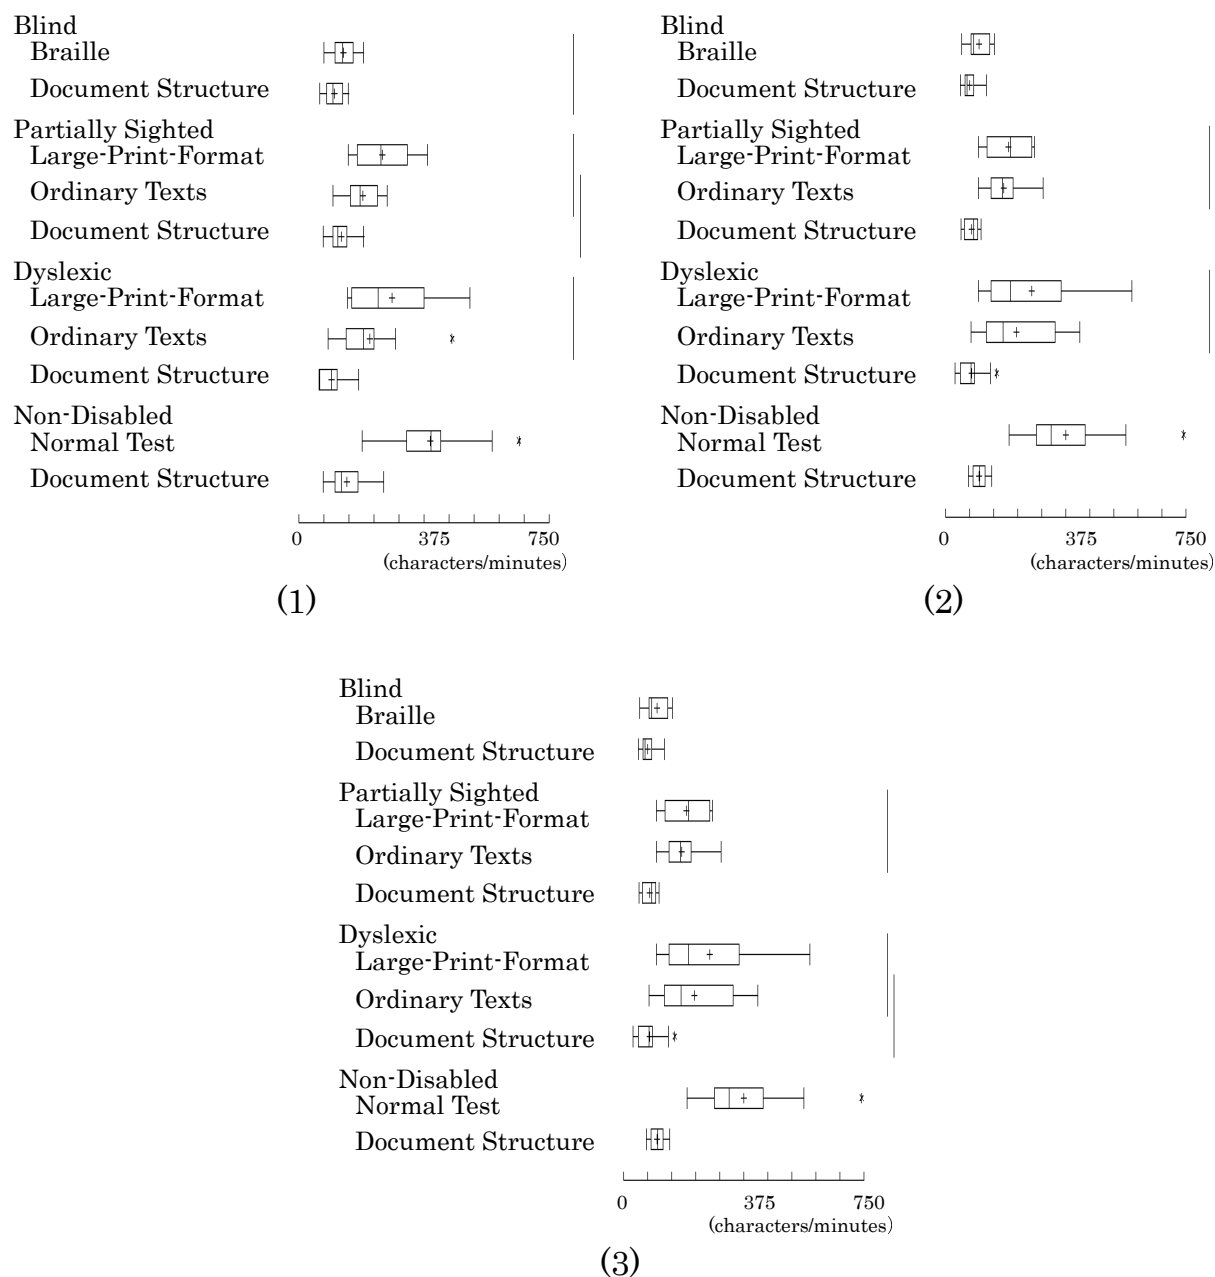 Blind
Braille
Document Structure
Partially Sighted
Large-Print-Format
Ordinary Texts
Document Structure
Dyslexic
Large-Print-Format
Ordinary Texts
Document Structure
Non-Disabled
Normal Test
Document Structure
0 375 750
(characters/minutes)
(1)
Blind
Braille
Document Structure
Partially Sighted
Large-Print-Format
Ordinary Texts
Document Structure
Dyslexic
Large-Print-Format
Ordinary Texts
Document Structure
Non-Disabled
Normal Test
Document Structure
0 375 750
(characters/minutes)
(2)
Blind
Braille
Document Structure
Partially Sighted
Large-Print-Format
Ordinary Texts
Document Structure
Dyslexic
Large-Print-Format
Ordinary Texts
Document Structure
Non-Disabled
Normal Test
Document Structure
0 375 750
(characters/minutes)
(3)